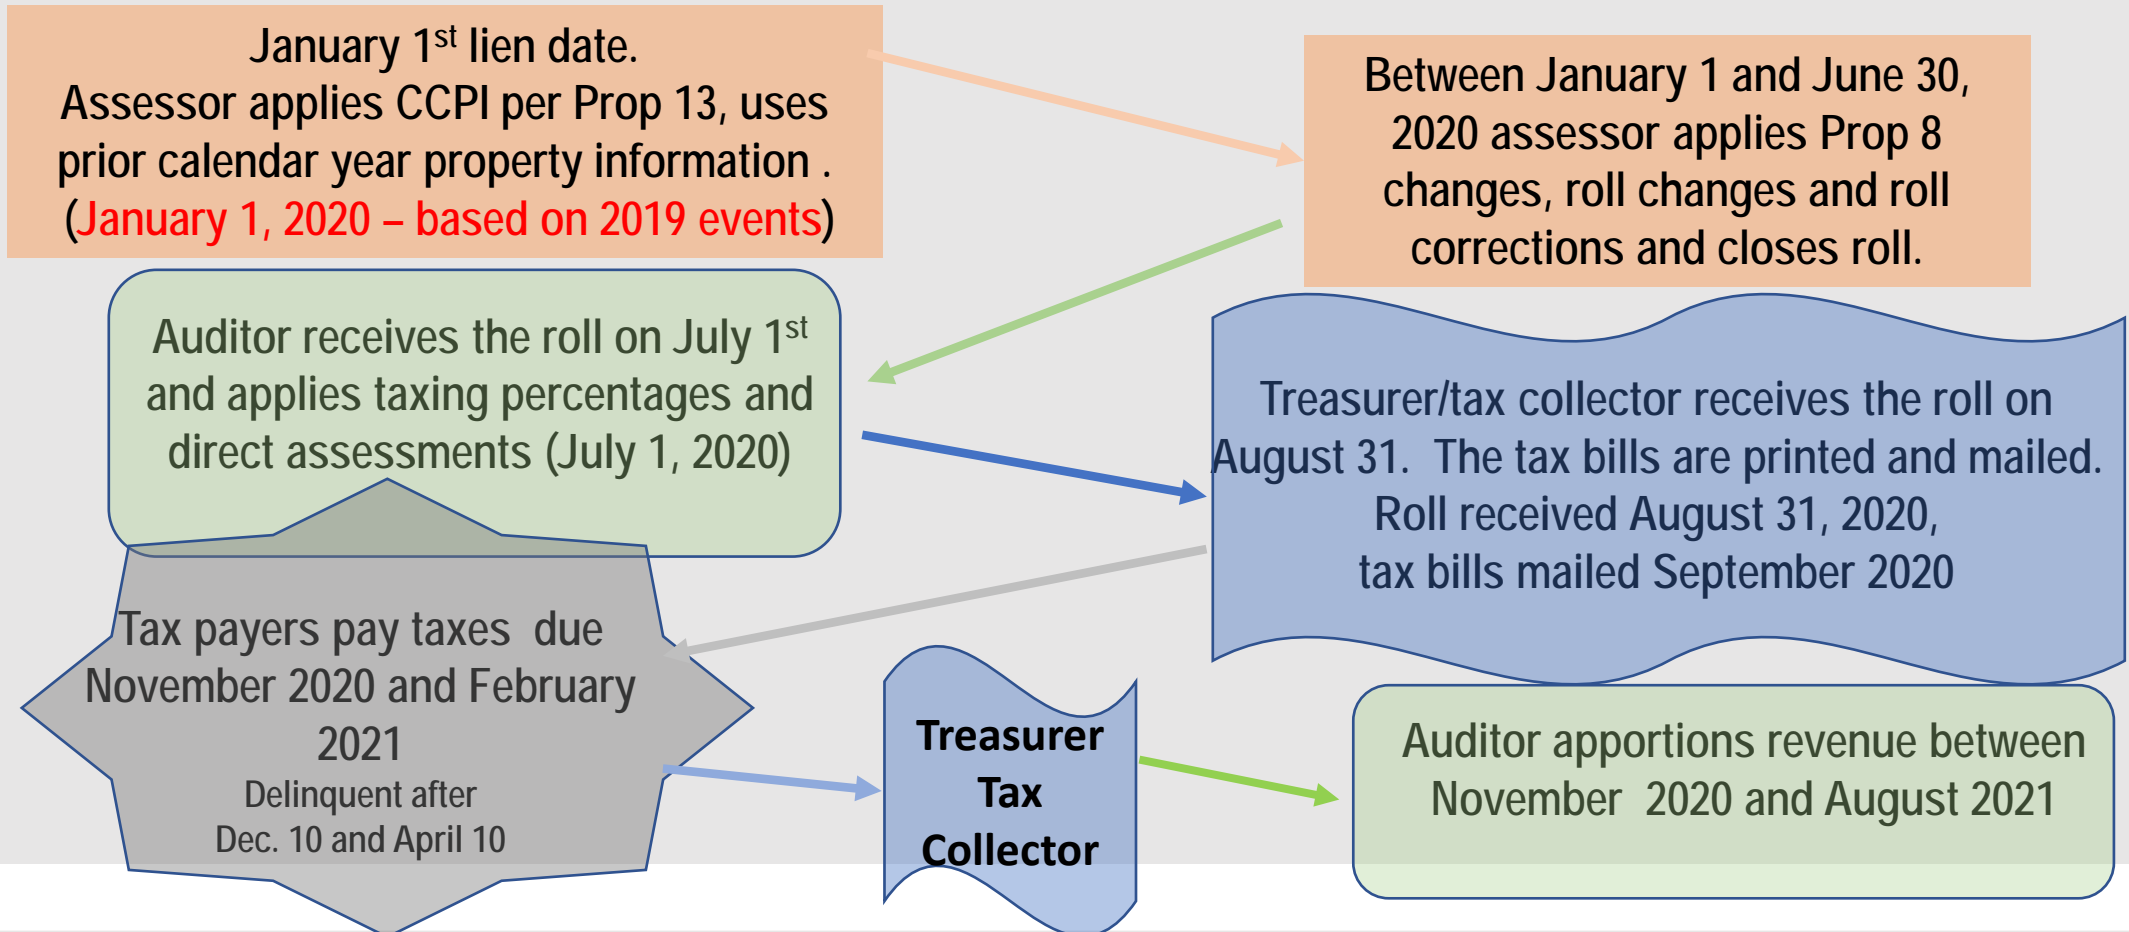 January 1st lien date.
Assessor applies CCPI per Prop 13, uses
prior calendar year property information .
(January 1, 2020 – based on 2019 events)
Between January 1 and June 30,
2020 assessor applies Prop 8
changes, roll changes and roll
corrections and closes roll.
Auditor receives the roll on July 1st
and applies taxing percentages and
direct assessments (July 1, 2020)
Treasurer/tax collector receives the roll on
August 31.  The tax bills are printed and mailed.
Roll received August 31, 2020,
tax bills mailed September 2020
Tax payers pay taxes  due
November 2020 and February
2021
Delinquent after
Dec. 10 and April 10
Treasurer
Tax
Collector
Auditor apportions revenue between
November  2020 and August 2021